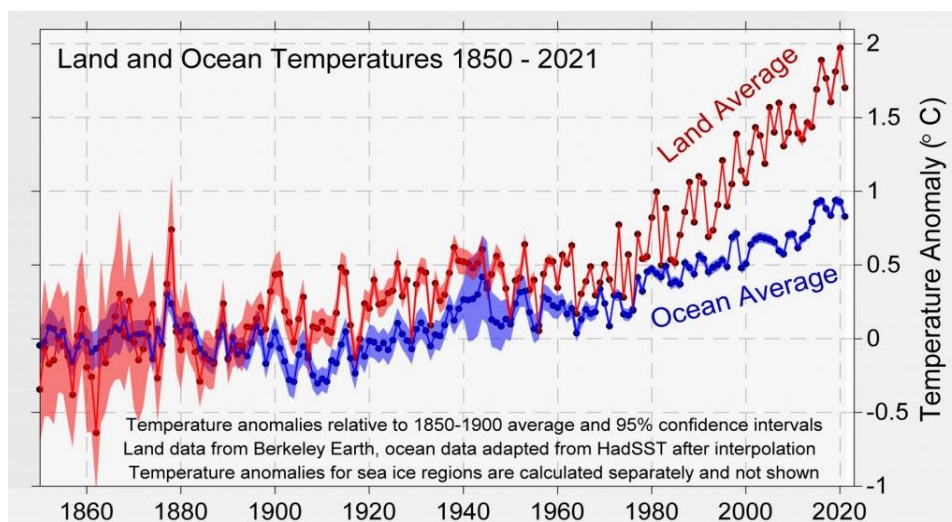 Land and Ocean Temperatures 1850 - 2021
Land Average
Ocean Average
Temperature anomalies relative to 1850-1900 average and 95% confidence intervals
Land data from Berkeley Earth, ocean data adapted from HadSST after interpolation
Temperature anomalies for sea ice regions are calculated separately and not shown
2
1.5
1
0.5
0
-0.5
-1
Temperature Anomaly (° C)
1860 1880 1900 1920 1940 1960 1980 2000 2020